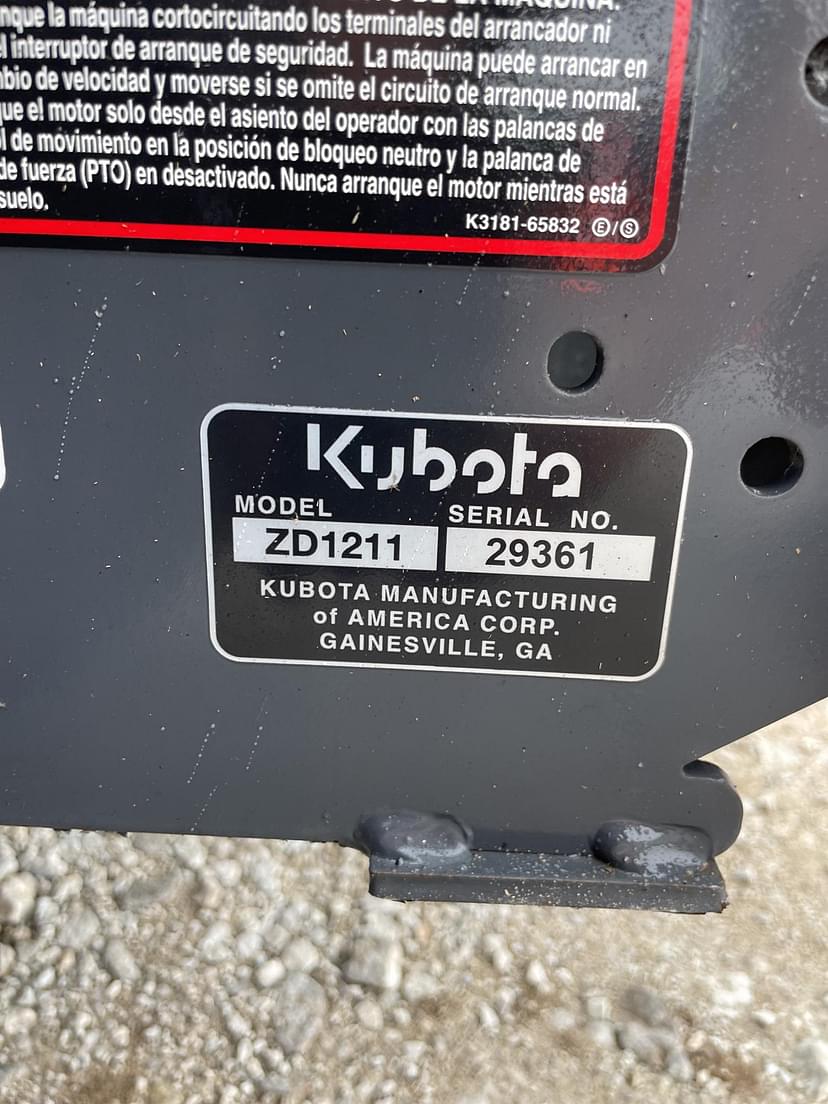 DE LA MÁQUINA.
la máquina cortocircuitando los terminales del arrancador ni
interruptor de arranque de seguridad. La máquina puede arrancar en
de velocidad y moverse si se omite el circuito de arranque normal.
el motor solo desde el asiento del operador con las palancas de
de movimiento en la posición de bloqueo neutro y la palanca de
de fuerza (PTO) en desactivado. Nunca arranque el motor mientras está
suelo.
K3181-65832 Ⓔ/Ⓢ
Kubota
MODEL SERIAL NO.
ZD1211 29361
KUBOTA MANUFACTURING
of AMERICA CORP.
GAINESVILLE, GA